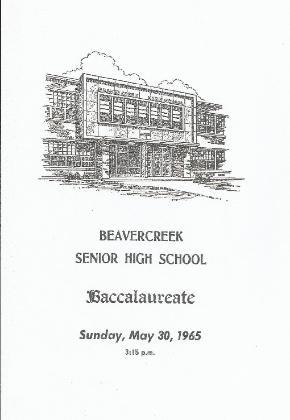 BEAVERCREEK
SENIOR HIGH SCHOOL
Baccalaureate
Sunday, May 30, 1965
3:15 p.m.